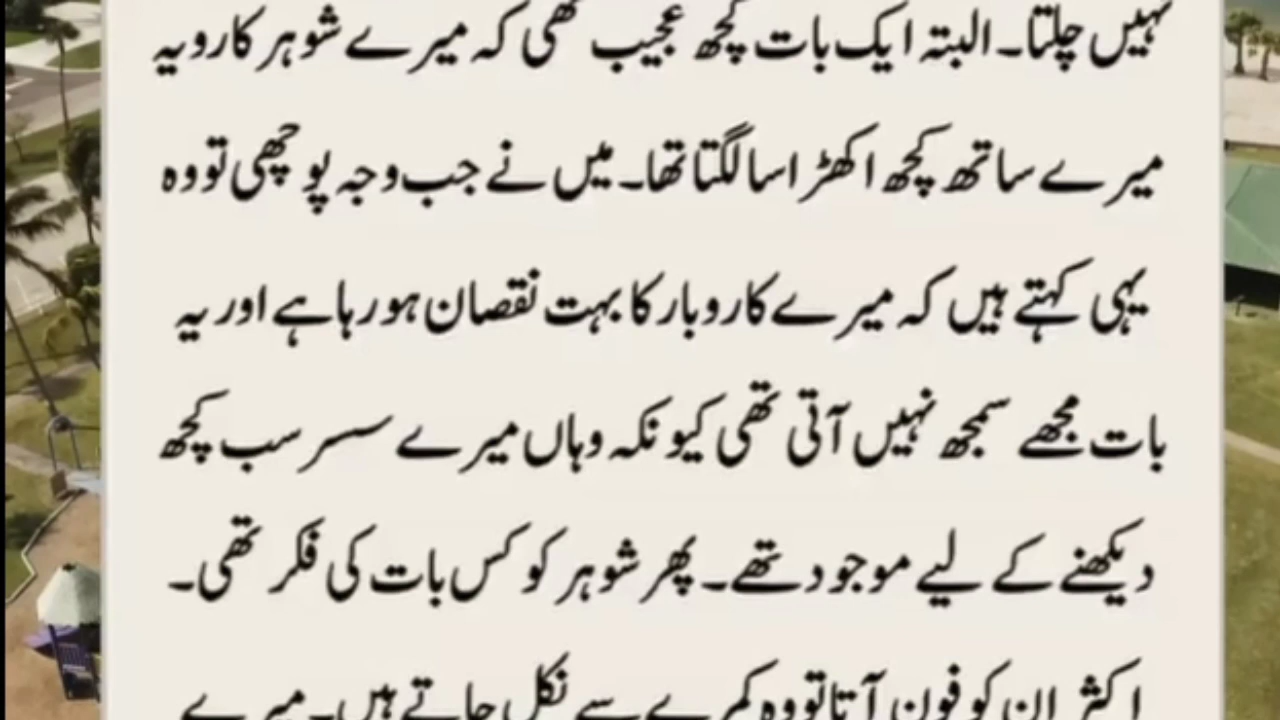 نہیں چلتا۔ البتہ ایک بات کچھ عجیب تھی کہ میرے شوہر کا رویہ
میرے ساتھ کچھ اکھڑا سا لگتا تھا۔ میں نے جب وجہ پوچھی تو وہ
یہی کہتے ہیں کہ میرے کاروبار کا بہت نقصان ہو رہا ہے اور یہ
بات مجھے سمجھ نہیں آتی تھی کیونکہ وہاں میرے سسر سب کچھ
دیکھنے کے لیے موجود تھے۔ پھر شوہر کو کس بات کی فکر تھی۔
اکثر ان کو فون آتا تو وہ کمرے سے نکل جاتے ہیں۔ میرے